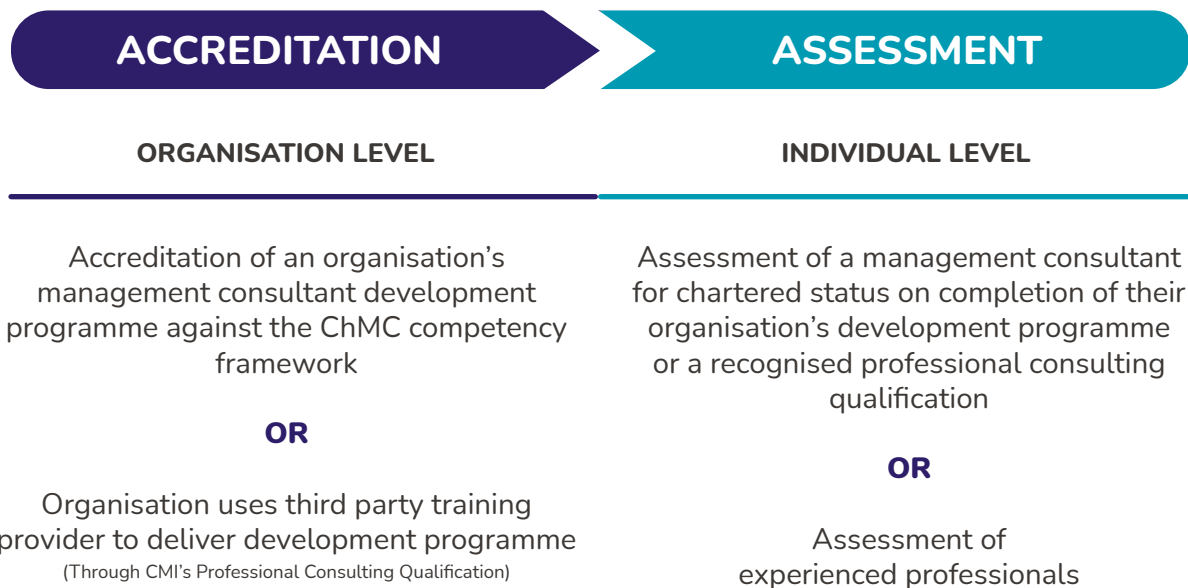 ACCREDITATION
ASSESSMENT
ORGANISATION LEVEL
INDIVIDUAL LEVEL
Accreditation of an organisation's
management consultant development
programme against the ChMC competency
framework
OR
Organisation uses third party training
provider to deliver development programme
(Through CMI's Professional Consulting Qualification)
Assessment of a management consultant
for chartered status on completion of their
organisation's development programme
or a recognised professional consulting
qualification
OR
Assessment of
experienced professionals